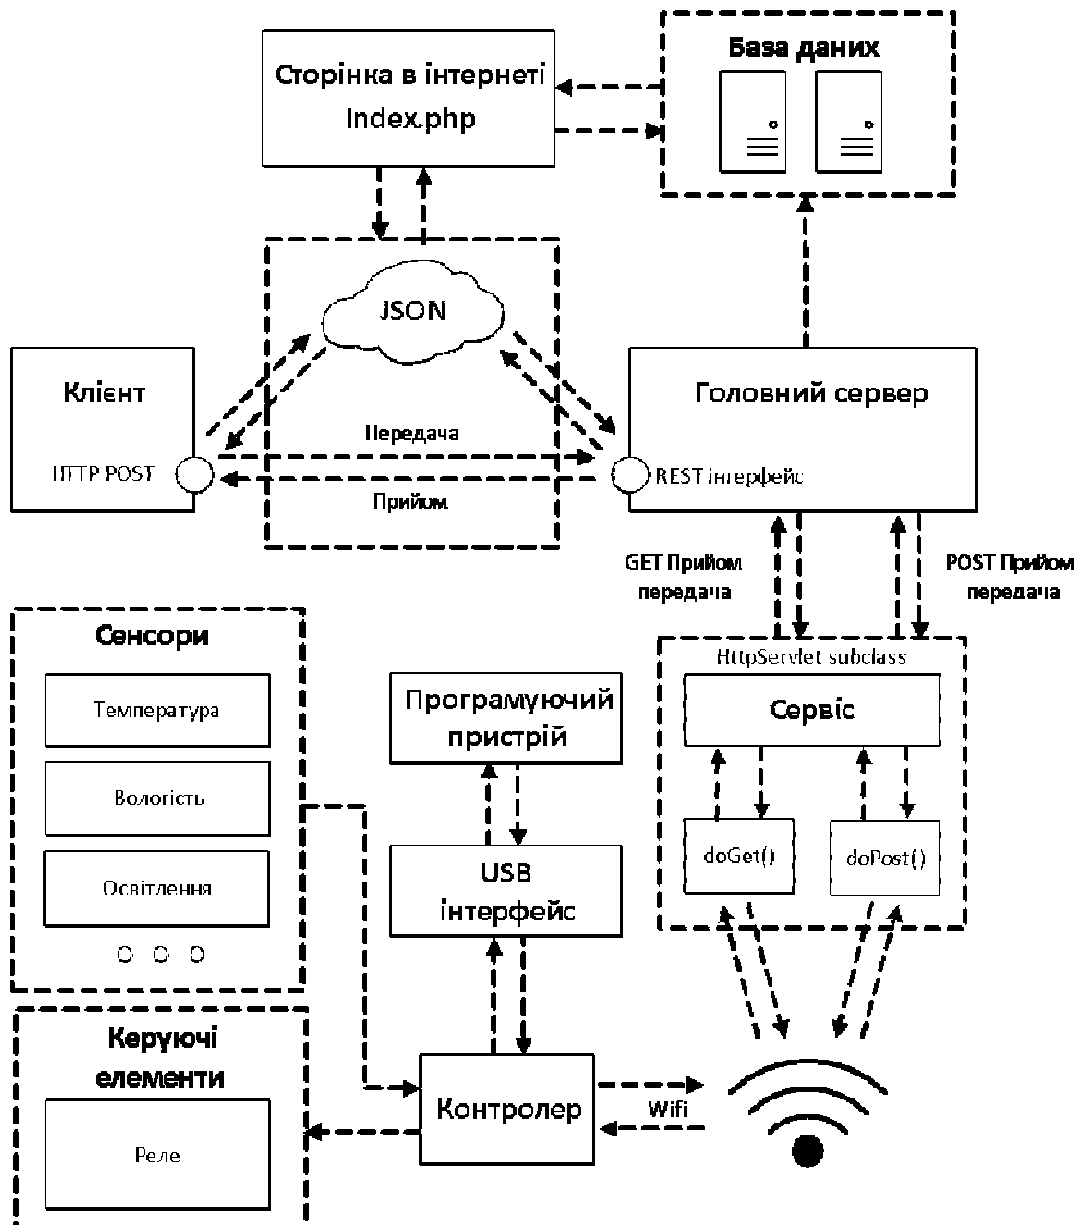 База даних
Сторінка в інтернеті
Index.php
JSON
Клієнт
HTTP POST
Передача
Прийом
Головний сервер
REST інтерфейс
GET Прийом
передача
POST Прийом
передача
HttpServlet subclass
Сервіс
doGet()
doPost()
Сенсори
Температура
Вологість
Освітлення
Програмуючий
пристрій
USB
інтерфейс
Керуючі
елементи
Реле
Контролер
Wifi